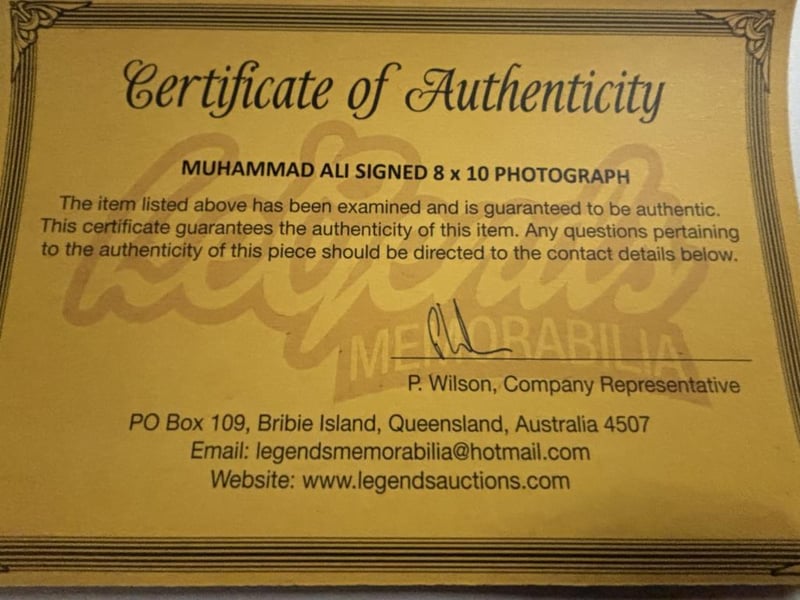 Certificate of Authenticity
MUHAMMAD ALI SIGNED 8 x 10 PHOTOGRAPH
The item listed above has been examined and is guaranteed to be authentic.
This certificate guarantees the authenticity of this item. Any questions pertaining
to the authenticity of this piece should be directed to the contact details below.
Legends
MEMORABILIA
P. Wilson, Company Representative
PO Box 109, Bribie Island, Queensland, Australia 4507
Email: legendsmemorabilia@hotmail.com
Website: www.legendsauctions.com